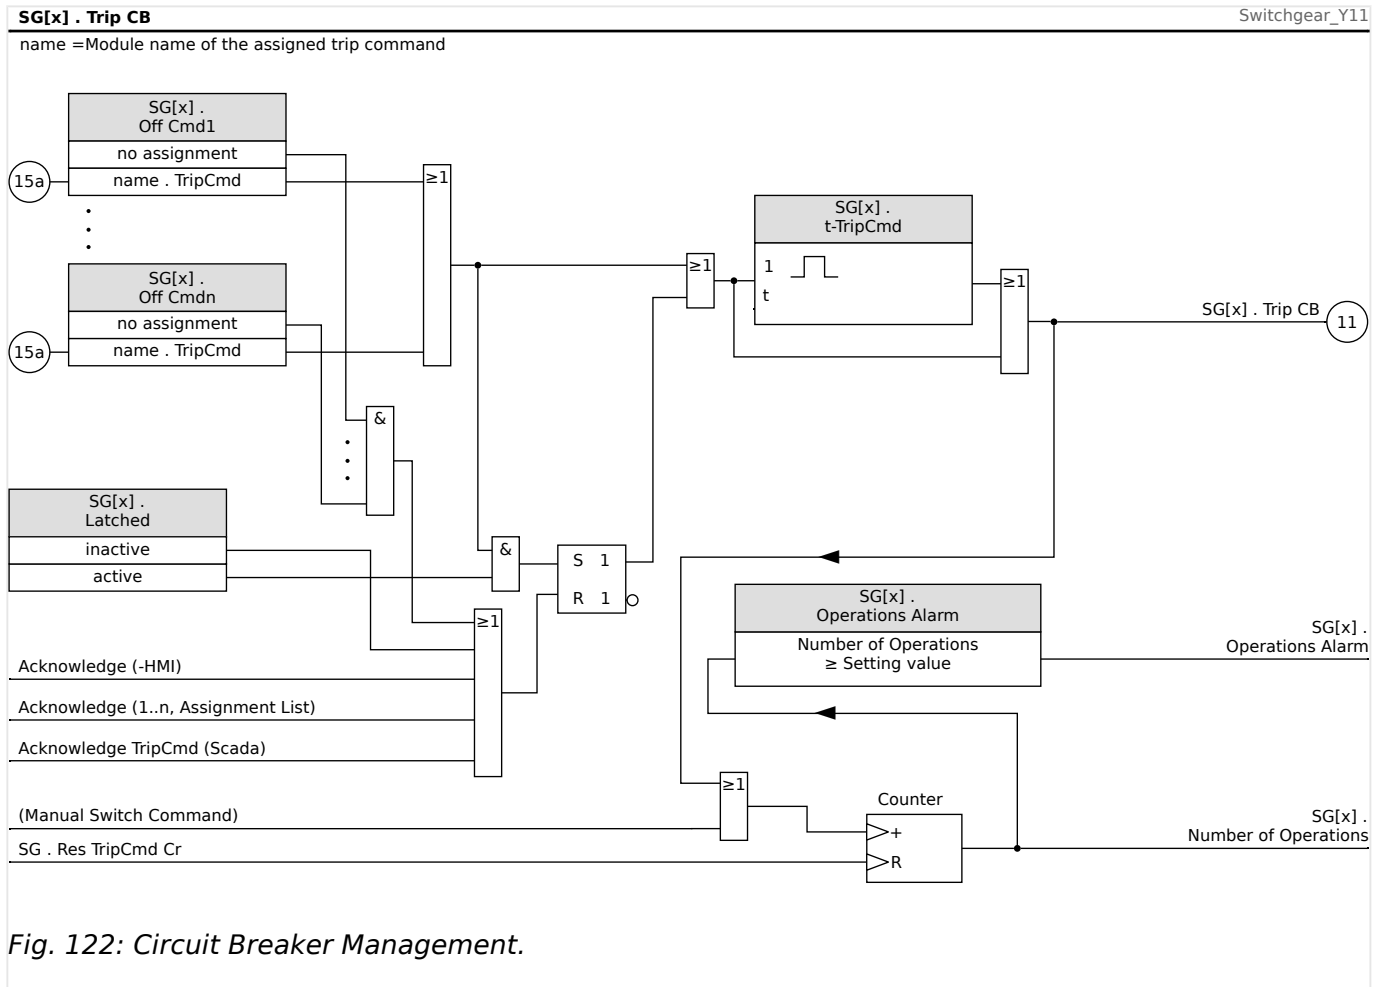 SG[x] . Trip CB
Switchgear_Y11
name =Module name of the assigned trip command
SG[x] .
Off Cmd1
no assignment
15a
name . TripCmd
≥1
SG[x] .
t-TripCmd
1
t
≥1
≥1
SG[x] .
Off Cmdn
no assignment
15a
name . TripCmd
SG[x] . Trip CB
11
&
SG[x] .
Latched
inactive
active
&
S 1
R 1
≥1
SG[x] .
Operations Alarm
Number of Operations
≥ Setting value
SG[x] .
Operations Alarm
Acknowledge (-HMI)
Acknowledge (1..n, Assignment List)
Acknowledge TripCmd (Scada)
≥1
(Manual Switch Command)
SG . Res TripCmd Cr
Counter
+
R
SG[x] .
Number of Operations
Fig. 122: Circuit Breaker Management.